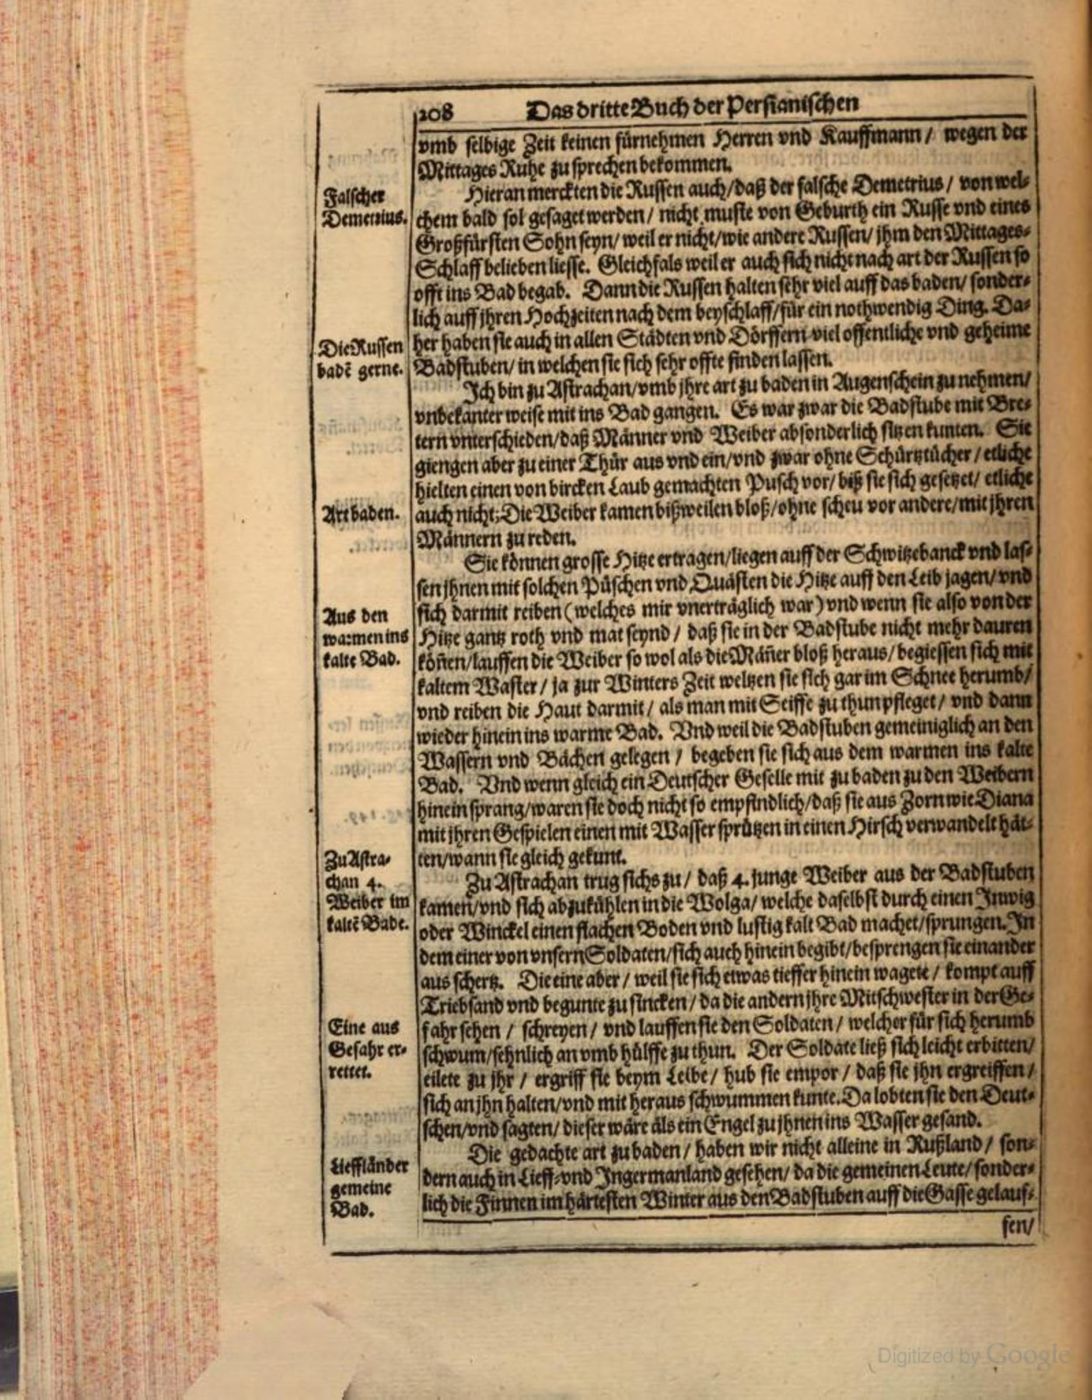 208 Das dritte Buch der Persianischen
vmb selbige Zeit keinen fürnehmen Herren vnd Kauffmann / wegen der
Mittages Ruhe zu sprechen bekommen.
Falscher
Demetrius.
Hieran merckten die Russen auch/daß der falsche Demetrius / von wel-
chem bald sol gesaget werden / nicht muste von Geburth ein Russe vnd eines
Großfürsten Sohn seyn/ weil er nicht/wie andere Russen/ jhm den Mittages-
Schlaff belieben liesse. Gleichfals weil er auch sich nicht nach art der Russen so
offt ins Bad begab. Dann die Russen halten sehr viel auff das baden/ sonder-
lich auff jhren Hochzeiten nach dem beyschlaff/für ein nothwendig Ding. Da-
Die Russen
badē gerne.
her haben sie auch in allen Städten vnd Dörffern viel offentliche vnd geheime
Badstuben/ in welchen sie sich sehr offte finden lassen.
Ich bin zu Astrachan/vmb jhre art zu baden in Augenschein zu nehmen/
vnbekanter weise mit ins Bad gangen. Es war zwar die Badstube mit Bre-
tern vnterschieden/daß Männer vnd Weiber absonderlich sitzen kunten. Sie
giengen aber zu einer Thür aus vnd ein/vnd zwar ohne Schürtztücher / etliche
hielten einen von bircken Laub gemachten Pusch vor/ biß sie sich gesetzet/ etliche
Art baden.
auch nicht; Die Weiber kamen bißweilen bloß/ohne scheu vor andere/mit jhren
Männern zu reden.
Sie können grosse Hitze ertragen/liegen auff der Schwitzebanck vnd las-
sen jhnen mit solchen Püschen vnd Quästen die Hitze auff den Leib jagen/vnd
Aus den
warmen ins
kalte Bad.
sich darmit reiben (welches mir vnerträglich war) vnd wenn sie also von der
Hitze gantz roth vnd mat seynd / daß sie in der Badstube nicht mehr dauren
köñen/lauffen die Weiber so wol als die Mäñer bloß heraus/ begiessen sich mit
kaltem Wasser / ja zur Winters Zeit weltzen sie sich gar im Schnee herumb/
vnd reiben die Haut darmit / als man mit Seiffe zu thun pfleget / vnd dann
wieder hinein ins warme Bad. Vnd weil die Badstuben gemeiniglich an den
Wassern vnd Bächen gelegen / begeben sie sich aus dem warmen ins kalte
Bad. Vnd wenn gleich ein Deutscher Geselle mit zu baden zu den Weibern
hinein sprang/waren sie doch nicht so empfindlich/daß sie aus Zorn wie Diana
mit jhren Gespielen einen mit Wasser sprützen in einen Hirsch verwandelt hät-
ten/wann sie gleich gekunt.
Zu Astra-
chan 4.
Weiber im
kaltē Bade.
Zu Astrachan trug sichs zu / daß 4. junge Weiber aus der Badstuben
kamen/vnd sich abzukühlen in die Wolga/ welche daselbst durch einen Inwig
oder Winckel einen flachen Boden vnd lustig kalt Bad machet/sprungen. In
dem einer von vnsern Soldaten/sich auch hinein begibt/besprengen sie einander
aus schertz. Die eine aber / weil sie sich etwas tieffer hinein wagete / kompt auff
Triebsand vnd begunte zu sincken / da die andern jhre Mitschwester in der Ge-
Eine aus
Gefahr er-
rettet.
fahr sehen / schreyen / vnd lauffen sie den Soldaten / welcher für sich herumb
schwum/sehnlich an vmb hülffe zu thun. Der Soldate ließ sich leicht erbitten/
eilete zu jhr / ergriff sie beym Leibe / hub sie empor / daß sie jhn ergreiffen /
sich an jhn halten/vnd mit heraus schwummen kunte. Da lobten sie den Deut-
schen/vnd sagten/ dieser wäre als ein Engel zu jhnen ins Wasser gesand.
Liefflånder
gemeine
Bad.
Die gedachte art zu baden / haben wir nicht alleine in Rußland / son-
dern auch in Lieff- vnd Ingermanland gesehen/ da die gemeinen Leute/ sonder-
lich die Finnen im härtesten Winter aus den Badstuben auff die Gasse gelauf-
fen/
Digitized by Google